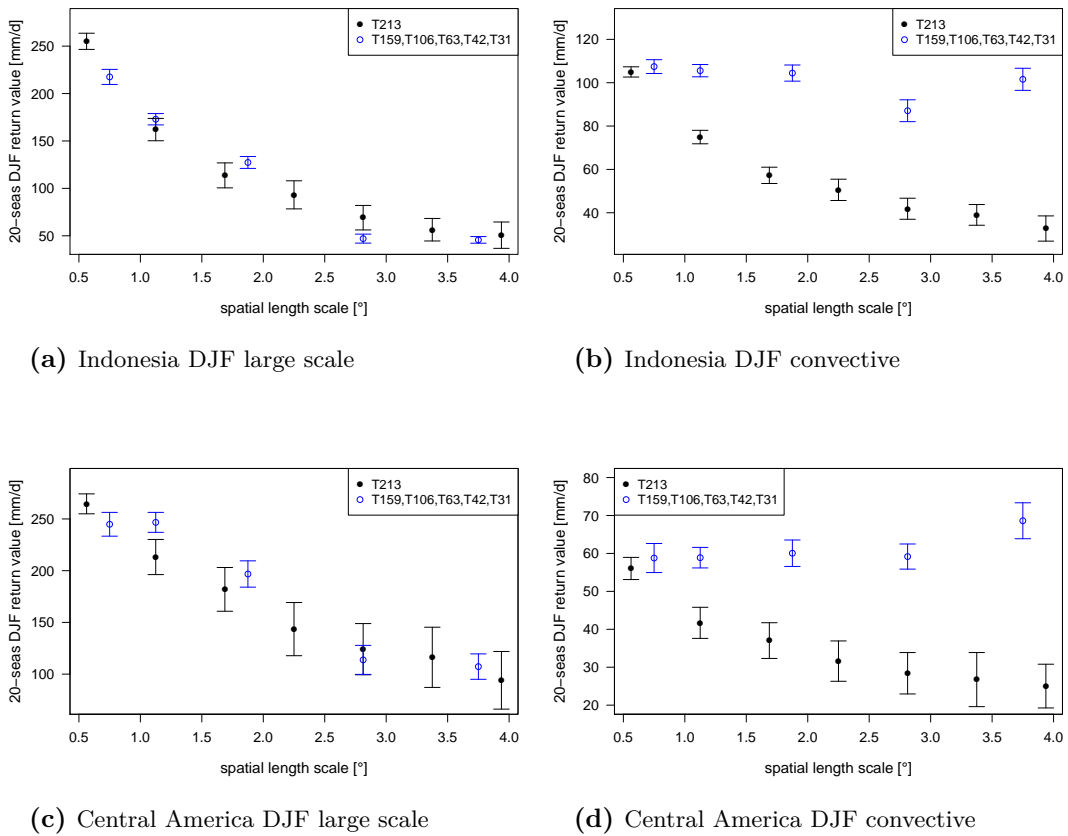 T213
T159,T106,T63,T42,T31
20−seas DJF return value [mm/d]
250
200
150
100
50
0.5 1.0 1.5 2.0 2.5 3.0 3.5 4.0
spatial length scale [°]
(a) Indonesia DJF large scale
T213
T159,T106,T63,T42,T31
20−seas DJF return value [mm/d]
120
100
80
60
40
0.5 1.0 1.5 2.0 2.5 3.0 3.5 4.0
spatial length scale [°]
(b) Indonesia DJF convective
T213
T159,T106,T63,T42,T31
20−seas DJF return value [mm/d]
250
200
150
100
0.5 1.0 1.5 2.0 2.5 3.0 3.5 4.0
spatial length scale [°]
(c) Central America DJF large scale
T213
T159,T106,T63,T42,T31
20−seas DJF return value [mm/d]
80
70
60
50
40
30
20
0.5 1.0 1.5 2.0 2.5 3.0 3.5 4.0
spatial length scale [°]
(d) Central America DJF convective